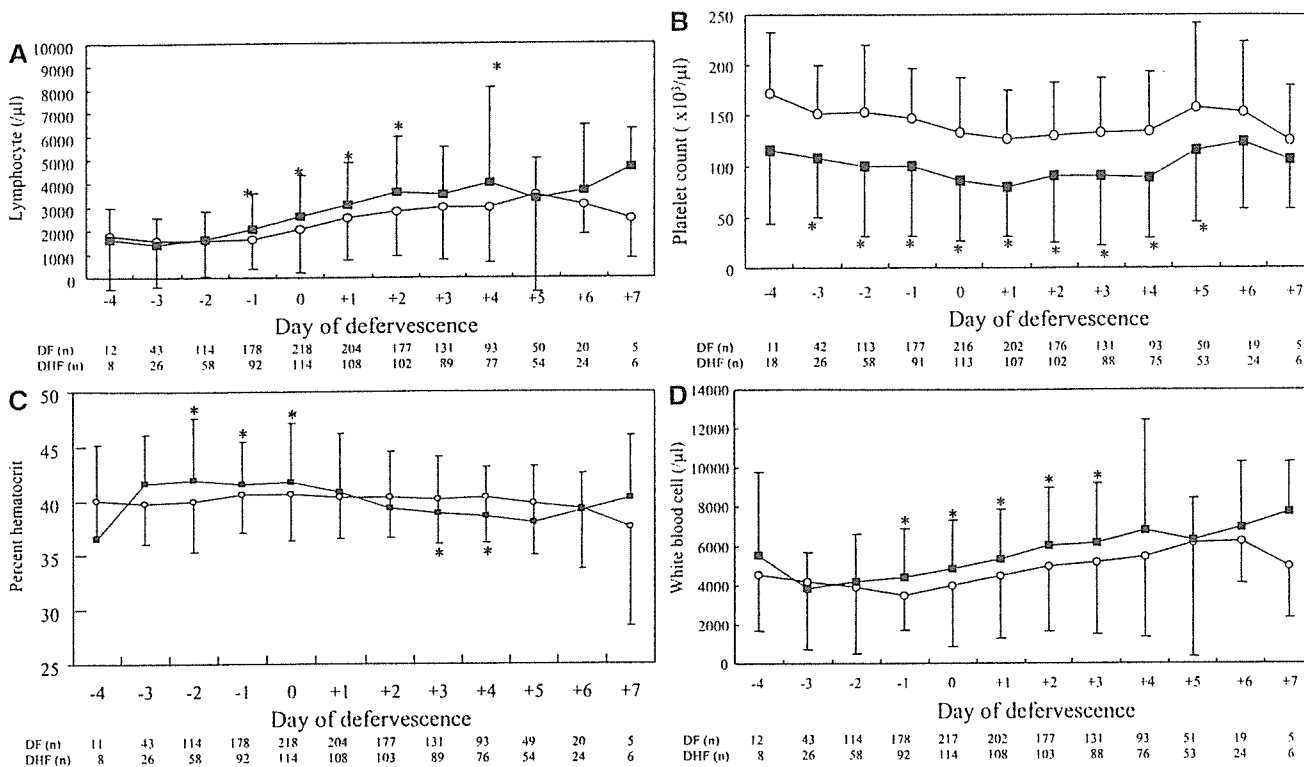 A
Lymphocyte (/µl)
10000
9000
8000
7000
6000
5000
4000
3000
2000
1000
0
* * * * *
-4 -3 -2 -1 0 +1 +2 +3 +4 +5 +6 +7
Day of defervescence
DF (n) 12 43 114 178 218 204 177 131 93 50 20 5
DHF (n) 8 26 58 92 114 108 102 89 77 54 24 6
B
Platelet count ( x10³/µl)
250
200
150
100
50
0
* * * * * * * * *
-4 -3 -2 -1 0 +1 +2 +3 +4 +5 +6 +7
Day of defervescence
DF (n) 11 42 113 177 216 202 176 131 93 50 19 5
DHF (n) 18 26 58 91 113 107 102 88 75 53 24 6
C
Percent hematocrit
50
45
40
35
30
25
* * *
* *
-4 -3 -2 -1 0 +1 +2 +3 +4 +5 +6 +7
Day of defervescence
DF (n) 11 43 114 178 218 204 177 131 93 49 20 5
DHF (n) 8 26 58 92 114 108 103 89 76 54 24 6
D
White blood cell (/µl)
14000
12000
10000
8000
6000
4000
2000
0
* * * * *
-4 -3 -2 -1 0 +1 +2 +3 +4 +5 +6 +7
Day of defervescence
DF (n) 12 43 114 178 217 202 177 131 93 51 19 5
DHF (n) 8 26 58 92 114 108 103 88 76 53 24 6